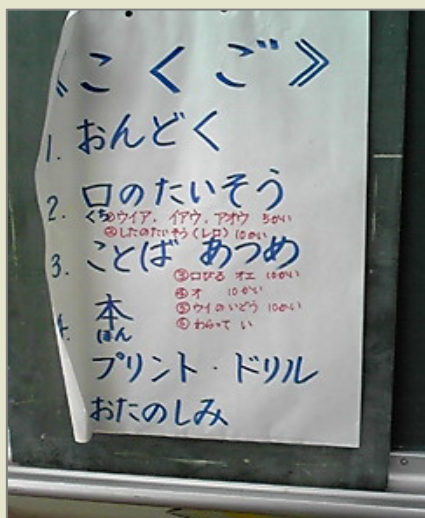 《こくご》
1. おんどく
2. 口のたいそう
くち
①ウイア、イアウ、アオウ 5かい
②したのたいそう(レロ)10かい
3. ことば あつめ
③口びる オエ 10かい
④オ 10かい
⑤ウイのいどう 10かい
⑥わらって い
4. 本
ほん
プリント・ドリル
おたのしみ